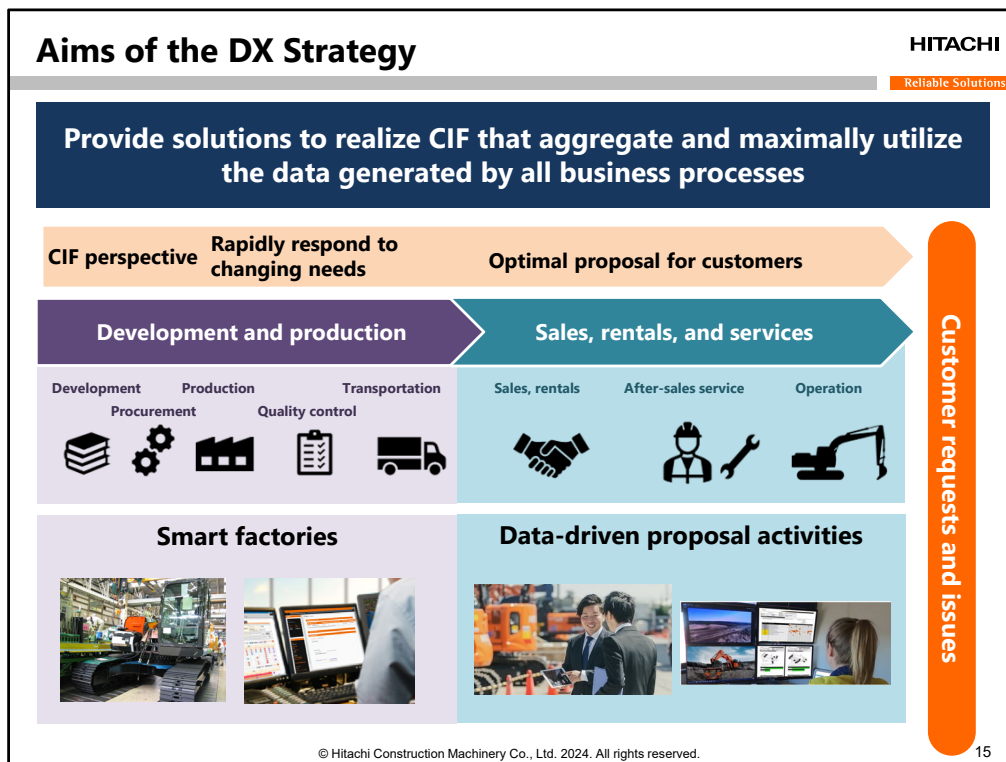 Aims of the DX Strategy
HITACHI
Reliable Solutions
Provide solutions to realize CIF that aggregate and maximally utilize
the data generated by all business processes
CIF perspective
Rapidly respond to
changing needs
Optimal proposal for customers
Development and production
Sales, rentals, and services
Customer requests and issues
Development
Production
Transportation
Procurement
Quality control
Sales, rentals
After-sales service
Operation
Smart factories
Data-driven proposal activities
© Hitachi Construction Machinery Co., Ltd. 2024. All rights reserved.
15